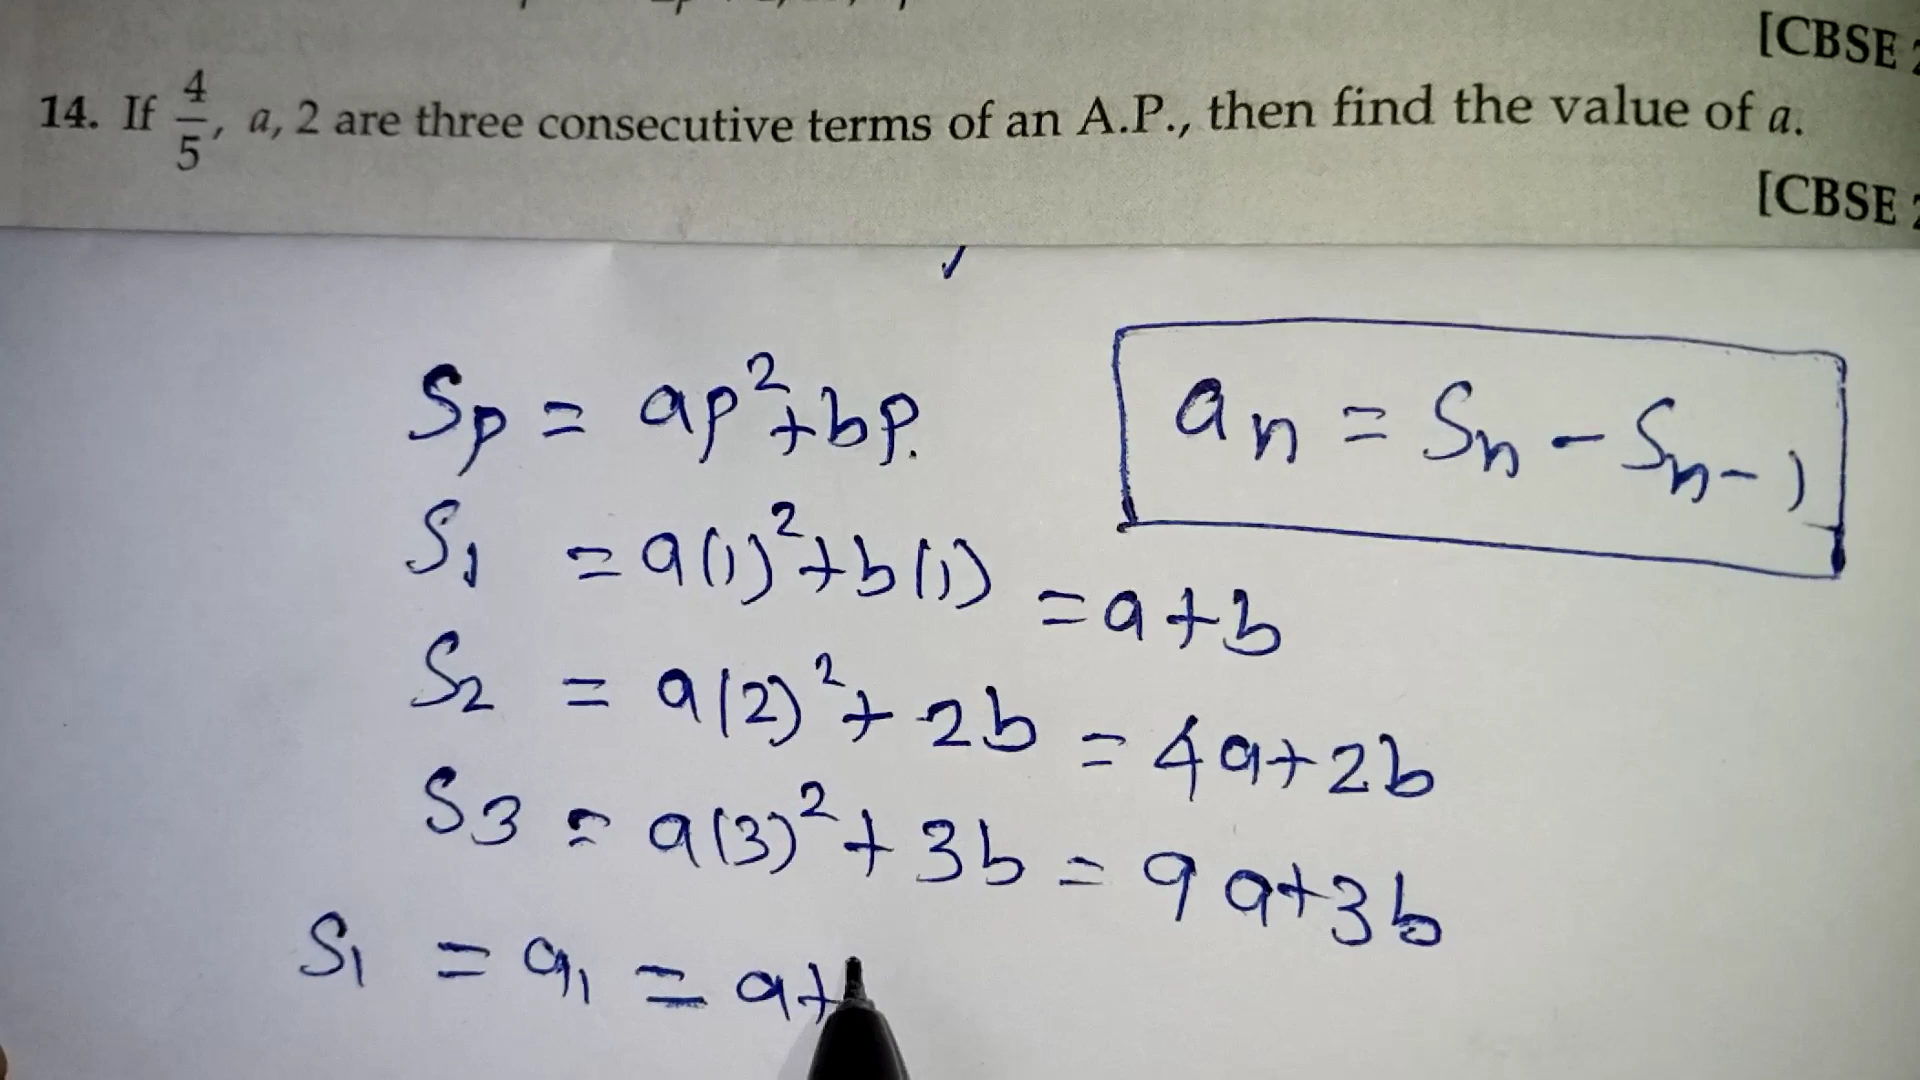 [CBSE
14. If 4/5, a, 2 are three consecutive terms of an A.P., then find the value of a.
[CBSE
Sp = ap²+bp.
an = Sn - Sn-1
S1 = a(1)²+b(1) = a+b
S2 = a(2)²+ 2b = 4a+2b
S3 = a(3)²+ 3b = 9a+3b
S1 = a1 = a+